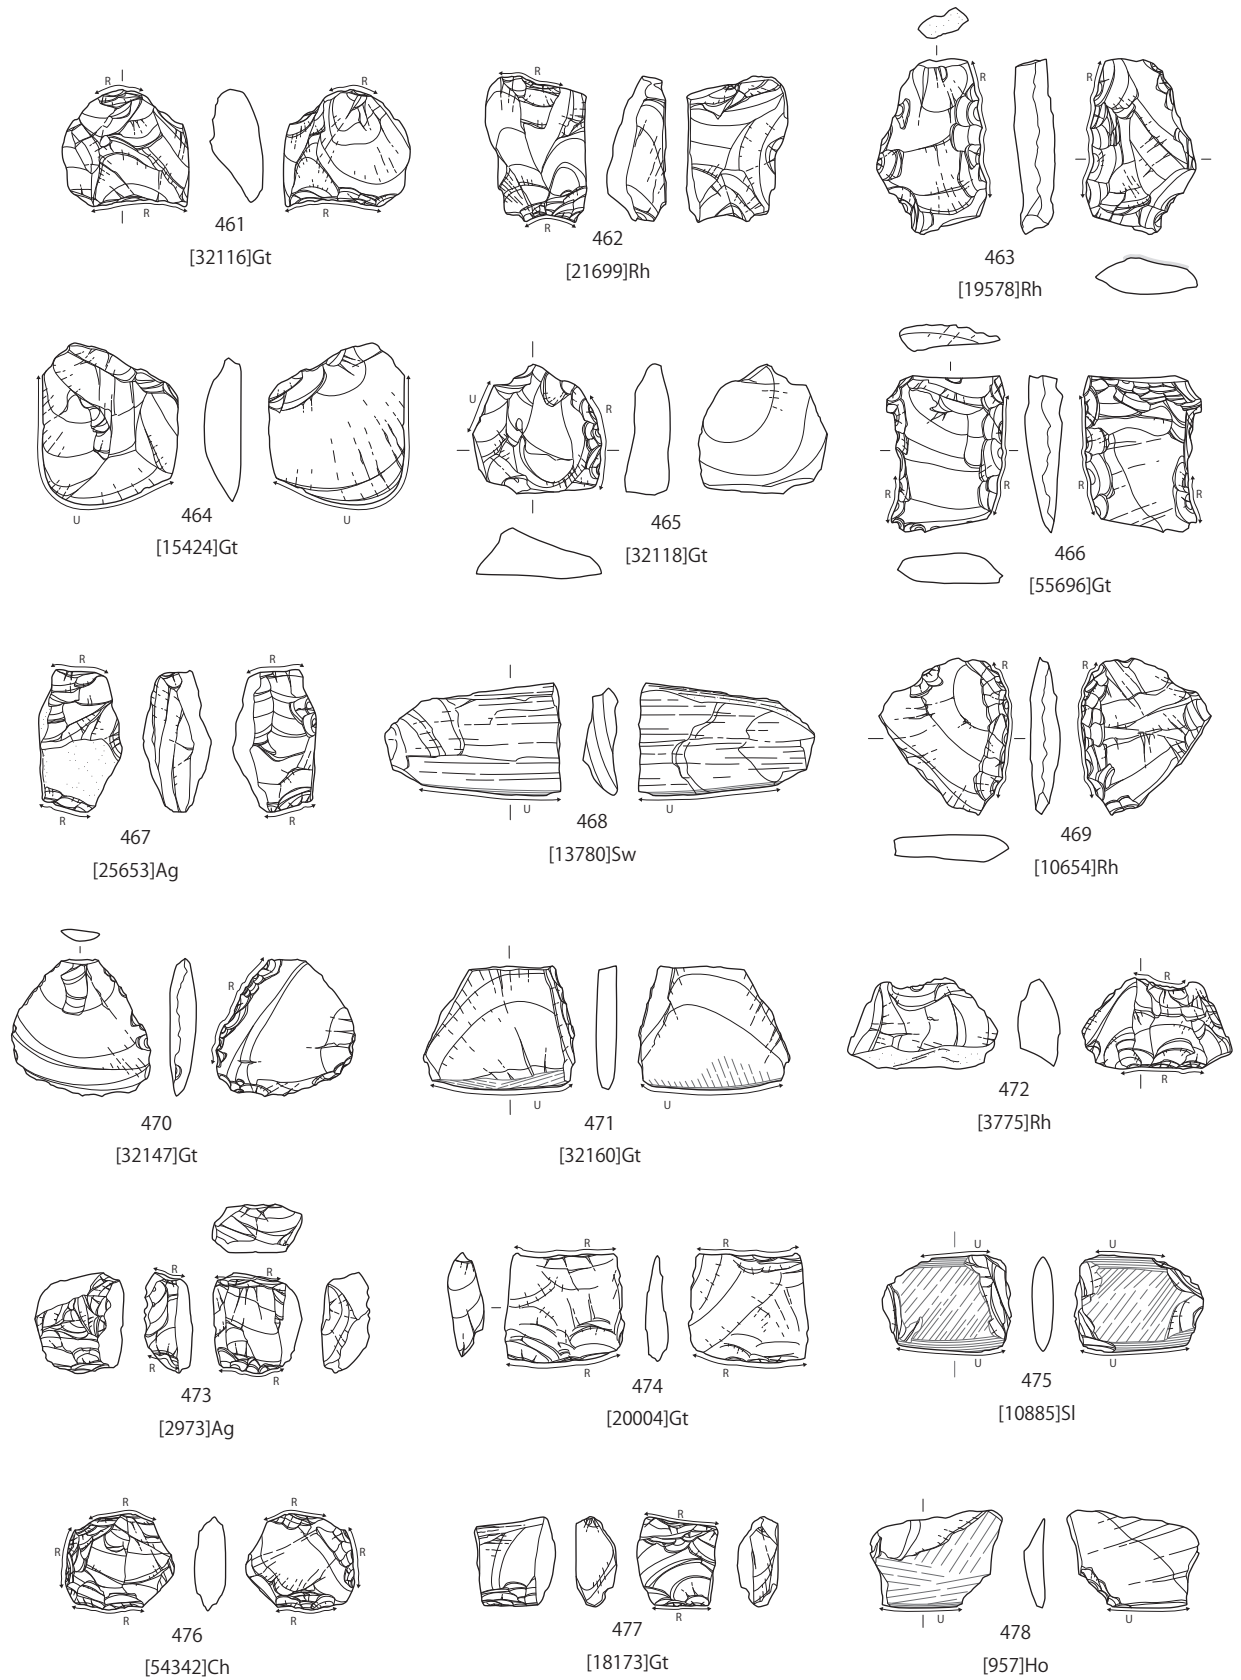 R
R
R
R
461
[32116]Gt
R
R
462
[21699]Rh
R
R
463
[19578]Rh
U
U
464
[15424]Gt
U
R
465
[32118]Gt
R
R
R
R
466
[55696]Gt
R
R
R
R
467
[25653]Ag
U
U
468
[13780]Sw
R
R
469
[10654]Rh
R
470
[32147]Gt
U
U
471
[32160]Gt
R
R
472
[3775]Rh
R
R
R
R
473
[2973]Ag
R
R
R
R
474
[20004]Gt
U
U
U
U
475
[10885]Sl
R
R
R
R
R
R
476
[54342]Ch
R
R
477
[18173]Gt
U
U
478
[957]Ho